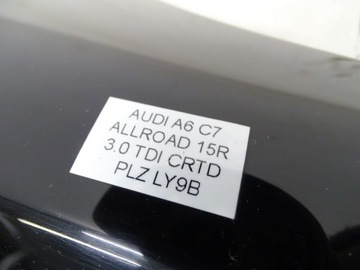 AUDI A6 C7
ALLROAD 15R
3.0 TDI CRTD
PLZ LY9B